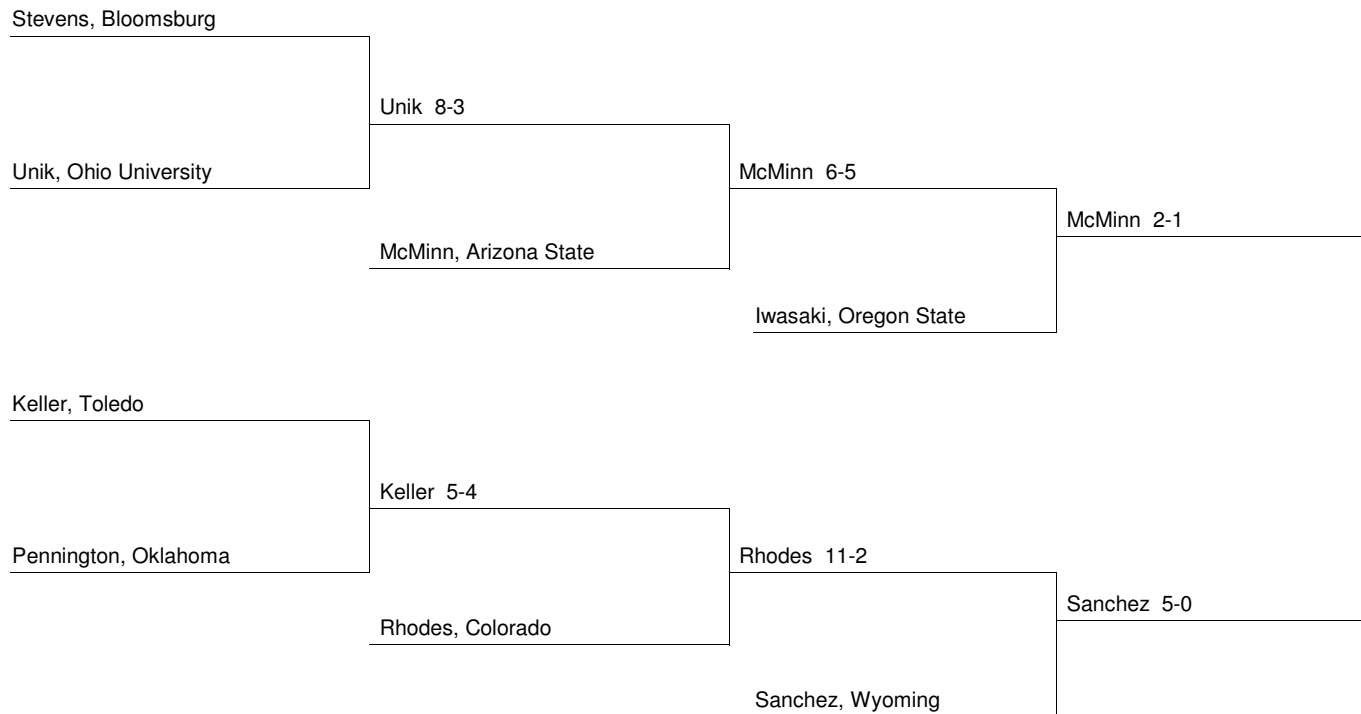 Stevens, Bloomsburg
Unik 8-3
Unik, Ohio University
McMinn 6-5
McMinn 2-1
McMinn, Arizona State
Iwasaki, Oregon State
Keller, Toledo
Keller 5-4
Pennington, Oklahoma
Rhodes 11-2
Sanchez 5-0
Rhodes, Colorado
Sanchez, Wyoming